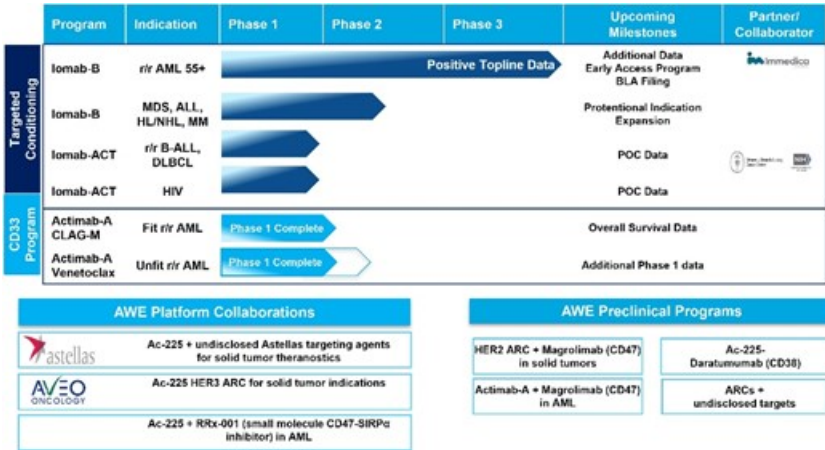 Program Indication Phase 1 Phase 2 Phase 3 Upcoming Milestones Partner/ Collaborator
Targeted Conditioning
Iomab-B r/r AML 55+ Positive Topline Data Additional Data Early Access Program BLA Filing Immedica
Iomab-B MDS, ALL, HL/NHL, MM Protentional Indication Expansion
Iomab-ACT r/r B-ALL, DLBCL POC Data NIH
Iomab-ACT HIV POC Data
CD33 Program
Actimab-A CLAG-M Fit r/r AML Phase 1 Complete Overall Survival Data
Actimab-A Venetoclax Unfit r/r AML Phase 1 Complete Additional Phase 1 data
AWE Platform Collaborations
astellas
Ac-225 + undisclosed Astellas targeting agents
for solid tumor theranostics
AVEO
ONCOLOGY
Ac-225 HER3 ARC for solid tumor indications
Ac-225 + RRx-001 (small molecule CD47-SIRPα
inhibitor) in AML
AWE Preclinical Programs
HER2 ARC + Magrolimab (CD47)
in solid tumors
Ac-225-
Daratumumab (CD38)
Actimab-A + Magrolimab (CD47)
in AML
ARCs +
undisclosed targets